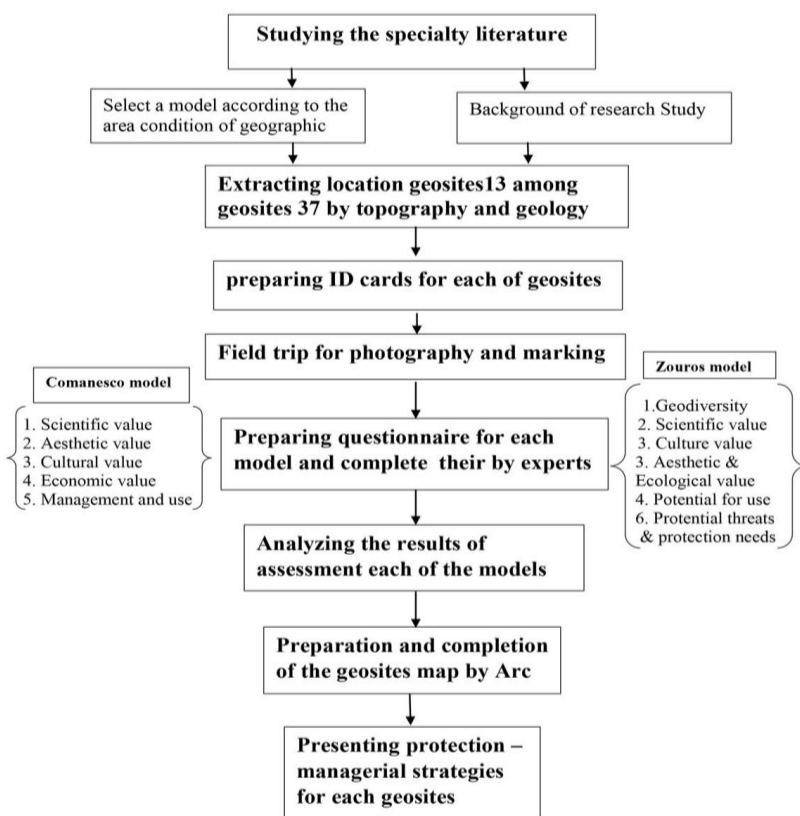 Studying the specialty literature
Select a model according to the
area condition of geographic
Background of research Study
Extracting location geosites13 among
geosites 37 by topography and geology
preparing ID cards for each of geosites
Field trip for photography and marking
Comanesco model
1. Scientific value
2. Aesthetic value
3. Cultural value
4. Economic value
5. Management and use
Preparing questionnaire for each
model and complete their by experts
Zouros model
1.Geodiversity
2. Scientific value
3. Culture value
3. Aesthetic &
Ecological value
4. Potential for use
6. Protential threats
& protection needs
Analyzing the results of
assessment each of the models
Preparation and completion
of the geosites map by Arc
Presenting protection –
managerial strategies
for each geosites